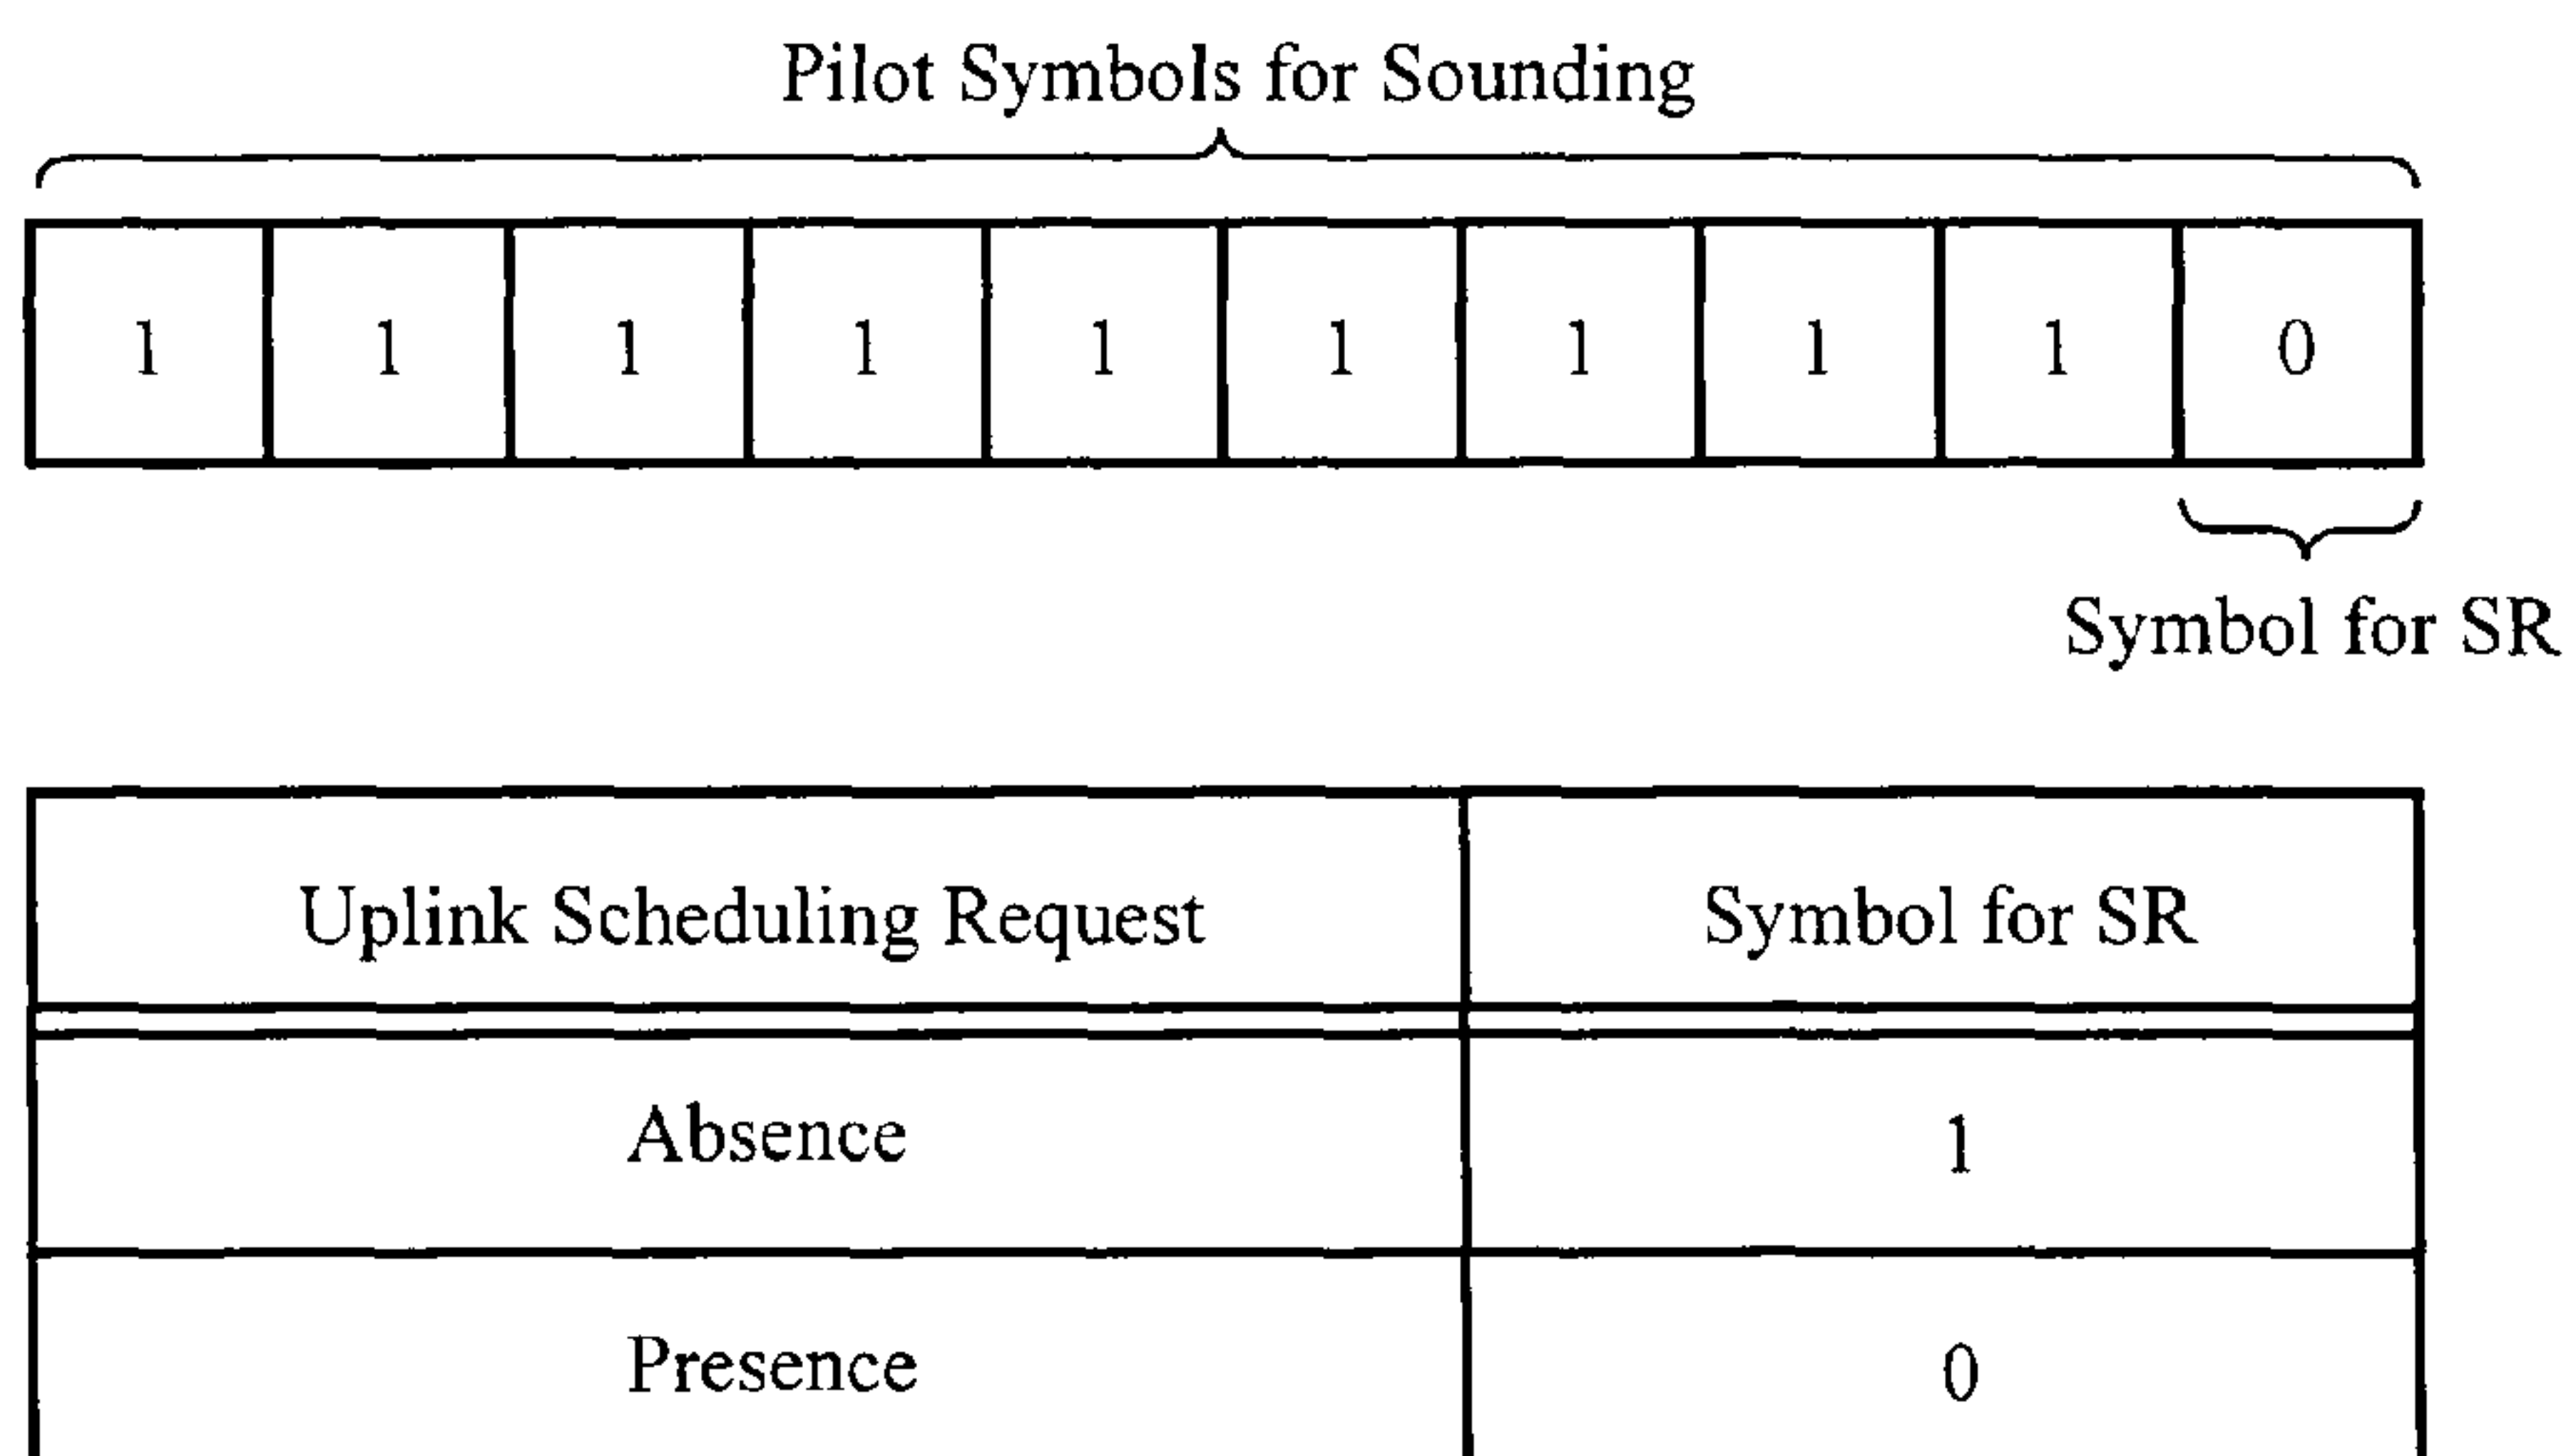 Pilot Symbols for Sounding
1 1 1 1 1 1 1 1 1 0
Symbol for SR
Uplink Scheduling Request Symbol for SR
Absence 1
Presence 0